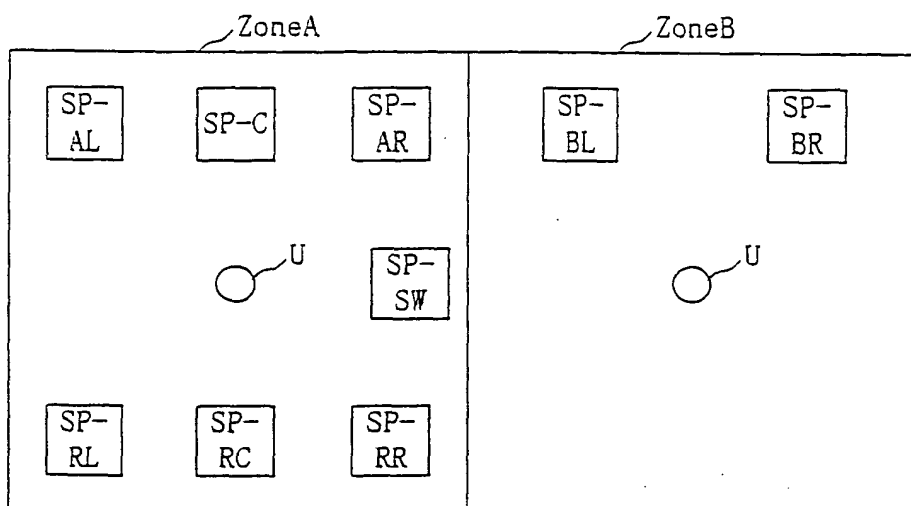 ZoneA
ZoneB
SP-
AL
SP-C
SP-
AR
SP-
BL
SP-
BR
U
SP-
SW
U
SP-
RL
SP-
RC
SP-
RR